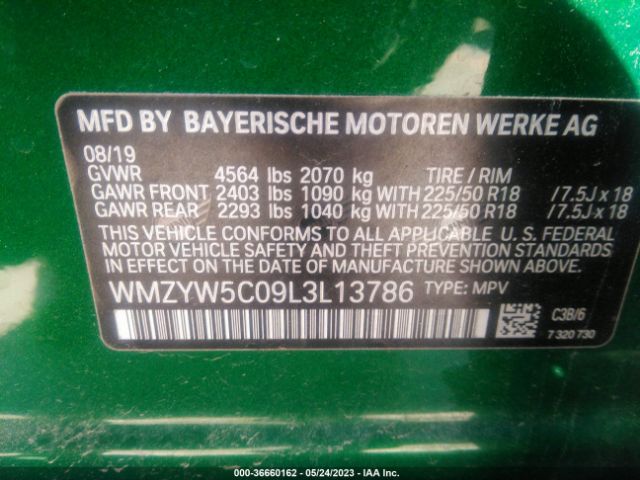 MFD BY BAYERISCHE MOTOREN WERKE AG
08/19
GVWR 4564 lbs 2070 kg TIRE / RIM
GAWR FRONT 2403 lbs 1090 kg WITH 225/50 R18 / 7.5J x 18
GAWR REAR 2293 lbs 1040 kg WITH 225/50 R18 / 7.5J x 18
THIS VEHICLE CONFORMS TO ALL APPLICABLE U. S. FEDERAL
MOTOR VEHICLE SAFETY AND THEFT PREVENTION STANDARDS
IN EFFECT ON THE DATE OF MANUFACTURE SHOWN ABOVE.
WMZYW5C09L3L13786 TYPE: MPV
C3B/6
7 320 730
000-36660162 - 05/24/2023 - IAA Inc.